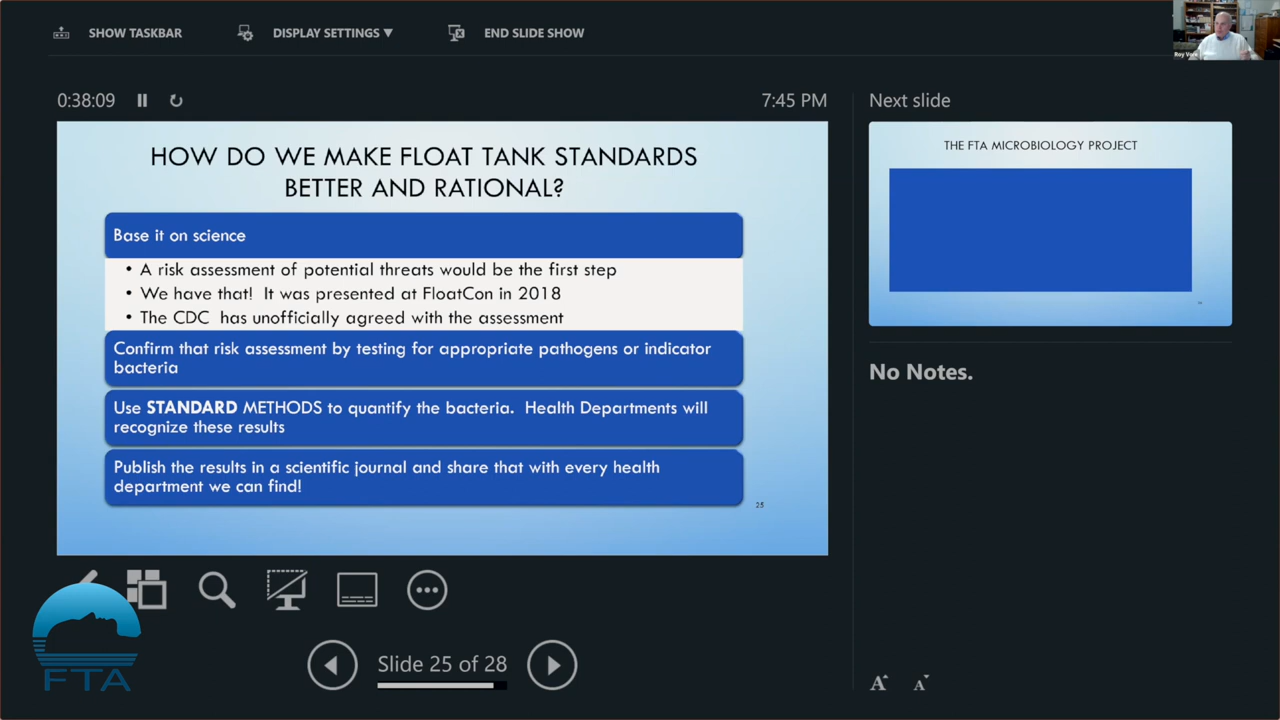 SHOW TASKBAR
DISPLAY SETTINGS ▼
END SLIDE SHOW
0:38:09
7:45 PM
HOW DO WE MAKE FLOAT TANK STANDARDS
BETTER AND RATIONAL?
Base it on science
• A risk assessment of potential threats would be the first step
• We have that! It was presented at FloatCon in 2018
• The CDC has unofficially agreed with the assessment
Confirm that risk assessment by testing for appropriate pathogens or indicator
bacteria
Use STANDARD METHODS to quantify the bacteria. Health Departments will
recognize these results
Publish the results in a scientific journal and share that with every health
department we can find!
25
Slide 25 of 28
FTA
Next slide
THE FTA MICROBIOLOGY PROJECT
No Notes.
A
A
Roy